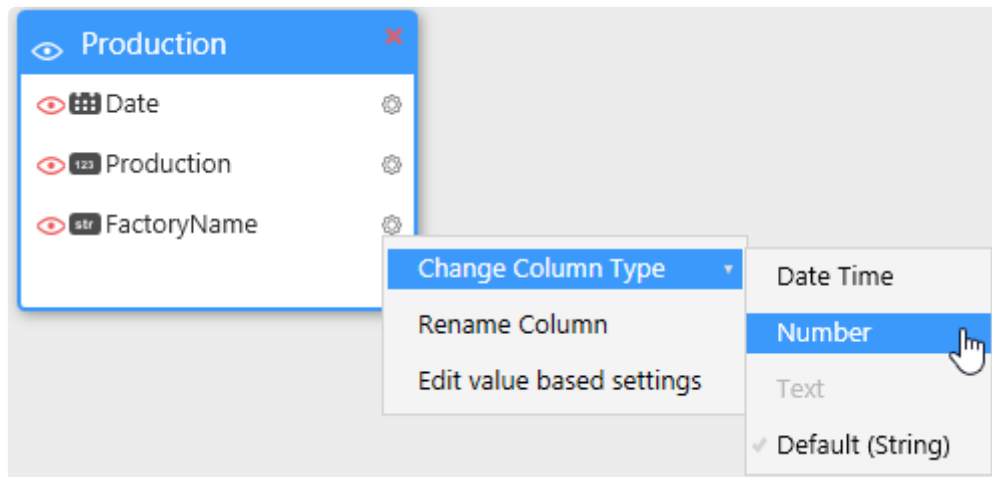 Production
Date
123 Production
str FactoryName
Change Column Type
Rename Column
Edit value based settings
Date Time
Number
Text
Default (String)